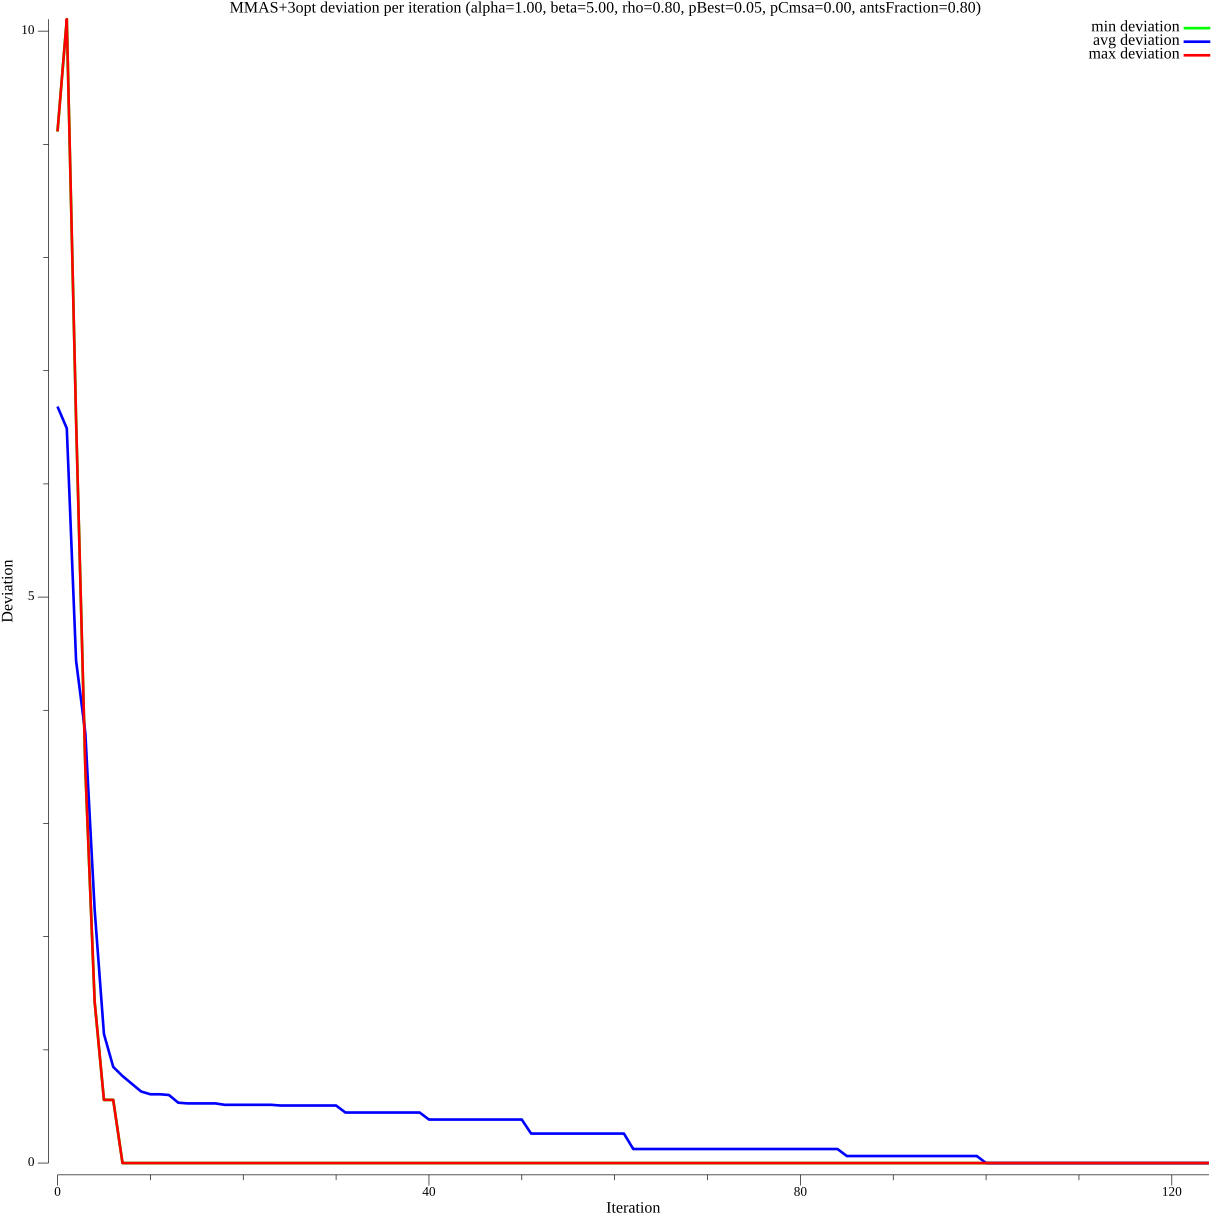 MMAS+3opt deviation per iteration (alpha=1.00, beta=5.00, rho=0.80, pBest=0.05, pCmsa=0.00, antsFraction=0.80)
min deviation
avg deviation
max deviation
10
5
0
Deviation
0 40 80 120
Iteration